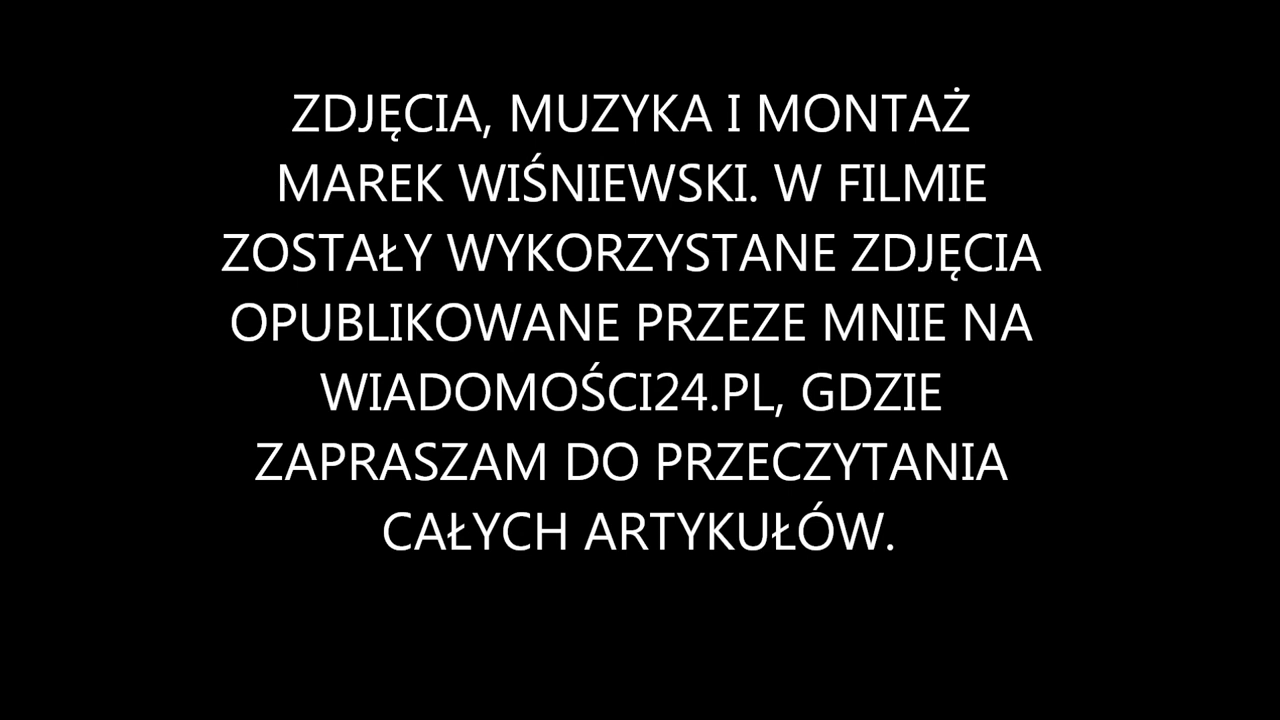 ZDJĘCIA, MUZYKA I MONTAŻ
MAREK WIŚNIEWSKI. W FILMIE
ZOSTAŁY WYKORZYSTANE ZDJĘCIA
OPUBLIKOWANE PRZEZE MNIE NA
WIADOMOŚCI24.PL, GDZIE
ZAPRASZAM DO PRZECZYTANIA
CAŁYCH ARTYKUŁÓW.